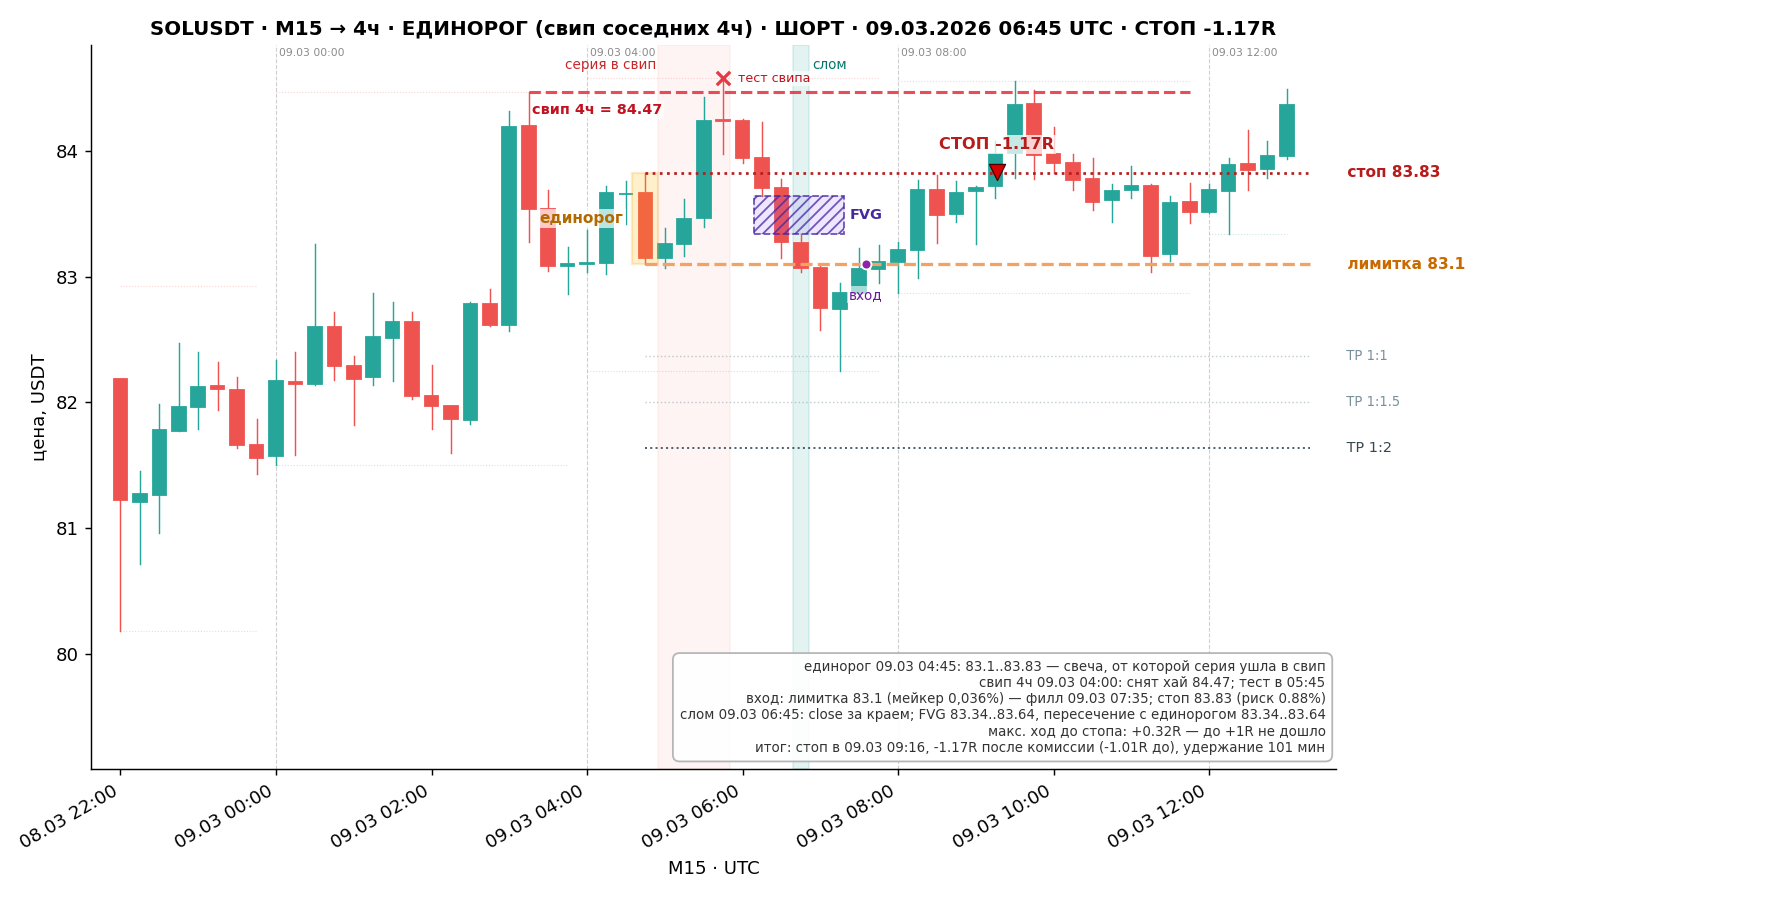 SOLUSDT · M15 → 4ч · ЕДИНОРОГ (свип соседних 4ч) · ШОРТ · 09.03.2026 06:45 UTC · СТОП -1.17R
09.03 00:00
09.03 04:00
09.03 08:00
09.03 12:00
серия в свип
слом
тест свипа
свип 4ч = 84.47
СТОП -1.17R
84
стоп 83.83
единорог
FVG
83
лимитка 83.1
вход
TP 1:1
82
TP 1:1.5
TP 1:2
81
80
цена, USDT
единорог 09.03 04:45: 83.1..83.83 — свеча, от которой серия ушла в свип
свип 4ч 09.03 04:00: снят хай 84.47; тест в 05:45
вход: лимитка 83.1 (мейкер 0,036%) — филл 09.03 07:35; стоп 83.83 (риск 0.88%)
слом 09.03 06:45: close за краем; FVG 83.34..83.64, пересечение с единорогом 83.34..83.64
макс. ход до стопа: +0.32R — до +1R не дошло
итог: стоп в 09.03 09:16, -1.17R после комиссии (-1.01R до), удержание 101 мин
08.03 22:00
09.03 00:00
09.03 02:00
09.03 04:00
09.03 06:00
09.03 08:00
09.03 10:00
09.03 12:00
M15 · UTC